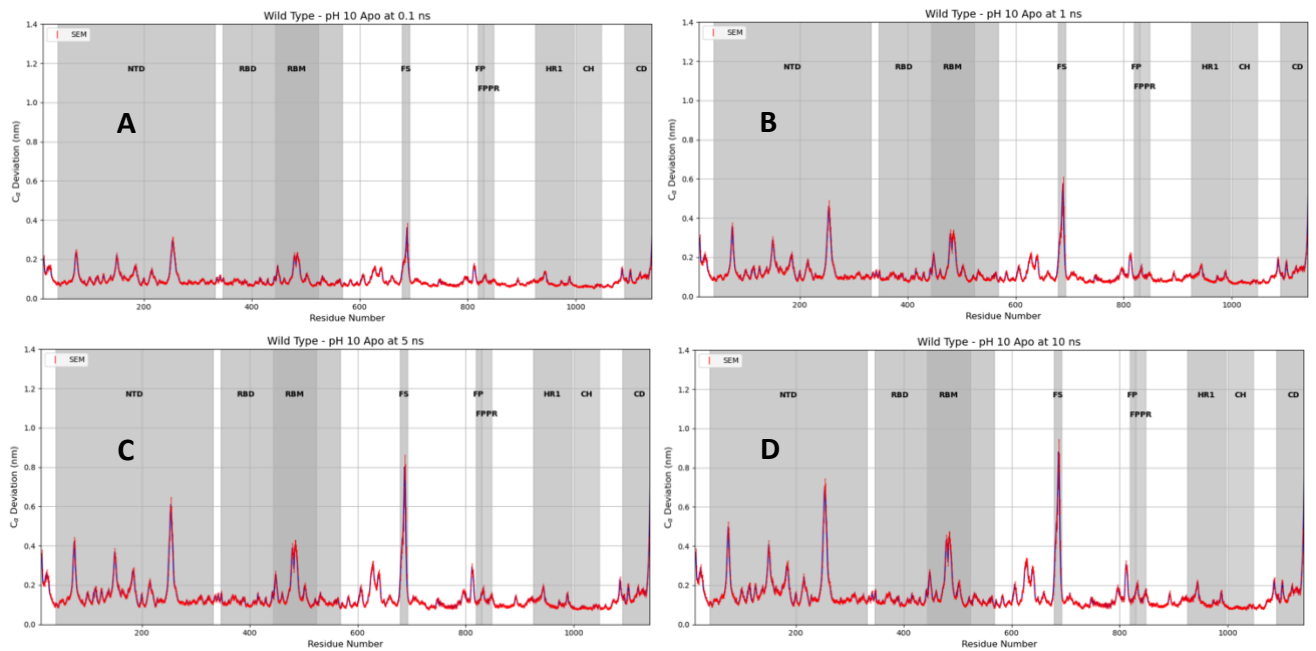 Wild Type - pH 10 Apo at 0.1 ns
SEM
NTD RBD RBM FS FP HR1 CH CD
FPPR
A
1.4
1.2
1.0
0.8
0.6
0.4
0.2
0.0
Cα Deviation (nm)
200 400 600 800 1000
Residue Number
Wild Type - pH 10 Apo at 1 ns
SEM
NTD RBD RBM FS FP HR1 CH CD
FPPR
B
1.4
1.2
1.0
0.8
0.6
0.4
0.2
0.0
Cα Deviation (nm)
200 400 600 800 1000
Residue Number
Wild Type - pH 10 Apo at 5 ns
SEM
NTD RBD RBM FS FP HR1 CH CD
FPPR
C
1.4
1.2
1.0
0.8
0.6
0.4
0.2
0.0
Cα Deviation (nm)
200 400 600 800 1000
Residue Number
Wild Type - pH 10 Apo at 10 ns
SEM
NTD RBD RBM FS FP HR1 CH CD
FPPR
D
1.4
1.2
1.0
0.8
0.6
0.4
0.2
0.0
Cα Deviation (nm)
200 400 600 800 1000
Residue Number